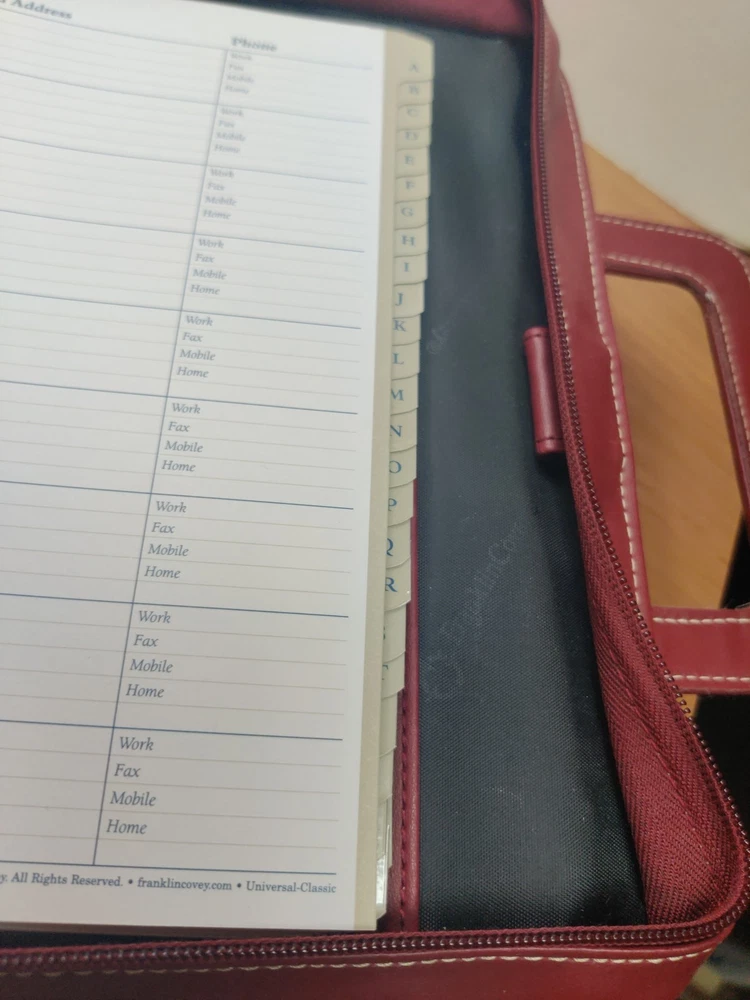 Address
Phone
Work
Fax
Mobile
Home
Work
Fax
Mobile
Home
Work
Fax
Mobile
Home
Work
Fax
Mobile
Home
Work
Fax
Mobile
Home
Work
Fax
Mobile
Home
Work
Fax
Mobile
Home
Work
Fax
Mobile
Home
Work
Fax
Mobile
Home
y. All Rights Reserved. • franklincovey.com • Universal-Classic
A
B
C
D
E
F
G
H
I
J
K
L
M
N
O
P
Q
R
FranklinCov